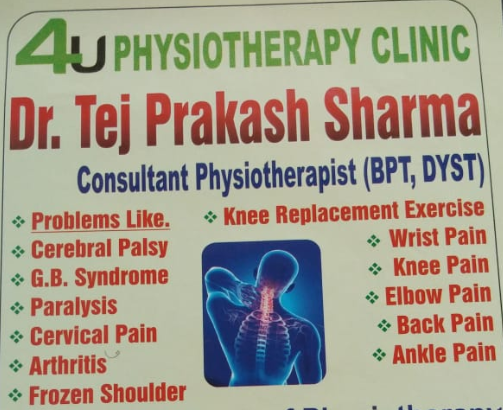 4U PHYSIOTHERAPY CLINIC
Dr. Tej Prakash Sharma
Consultant Physiotherapist (BPT, DYST)
❖ Problems Like.
❖ Cerebral Palsy
❖ G.B. Syndrome
❖ Paralysis
❖ Cervical Pain
❖ Arthritis
❖ Frozen Shoulder
❖ Knee Replacement Exercise
❖ Wrist Pain
❖ Knee Pain
❖ Elbow Pain
❖ Back Pain
❖ Ankle Pain